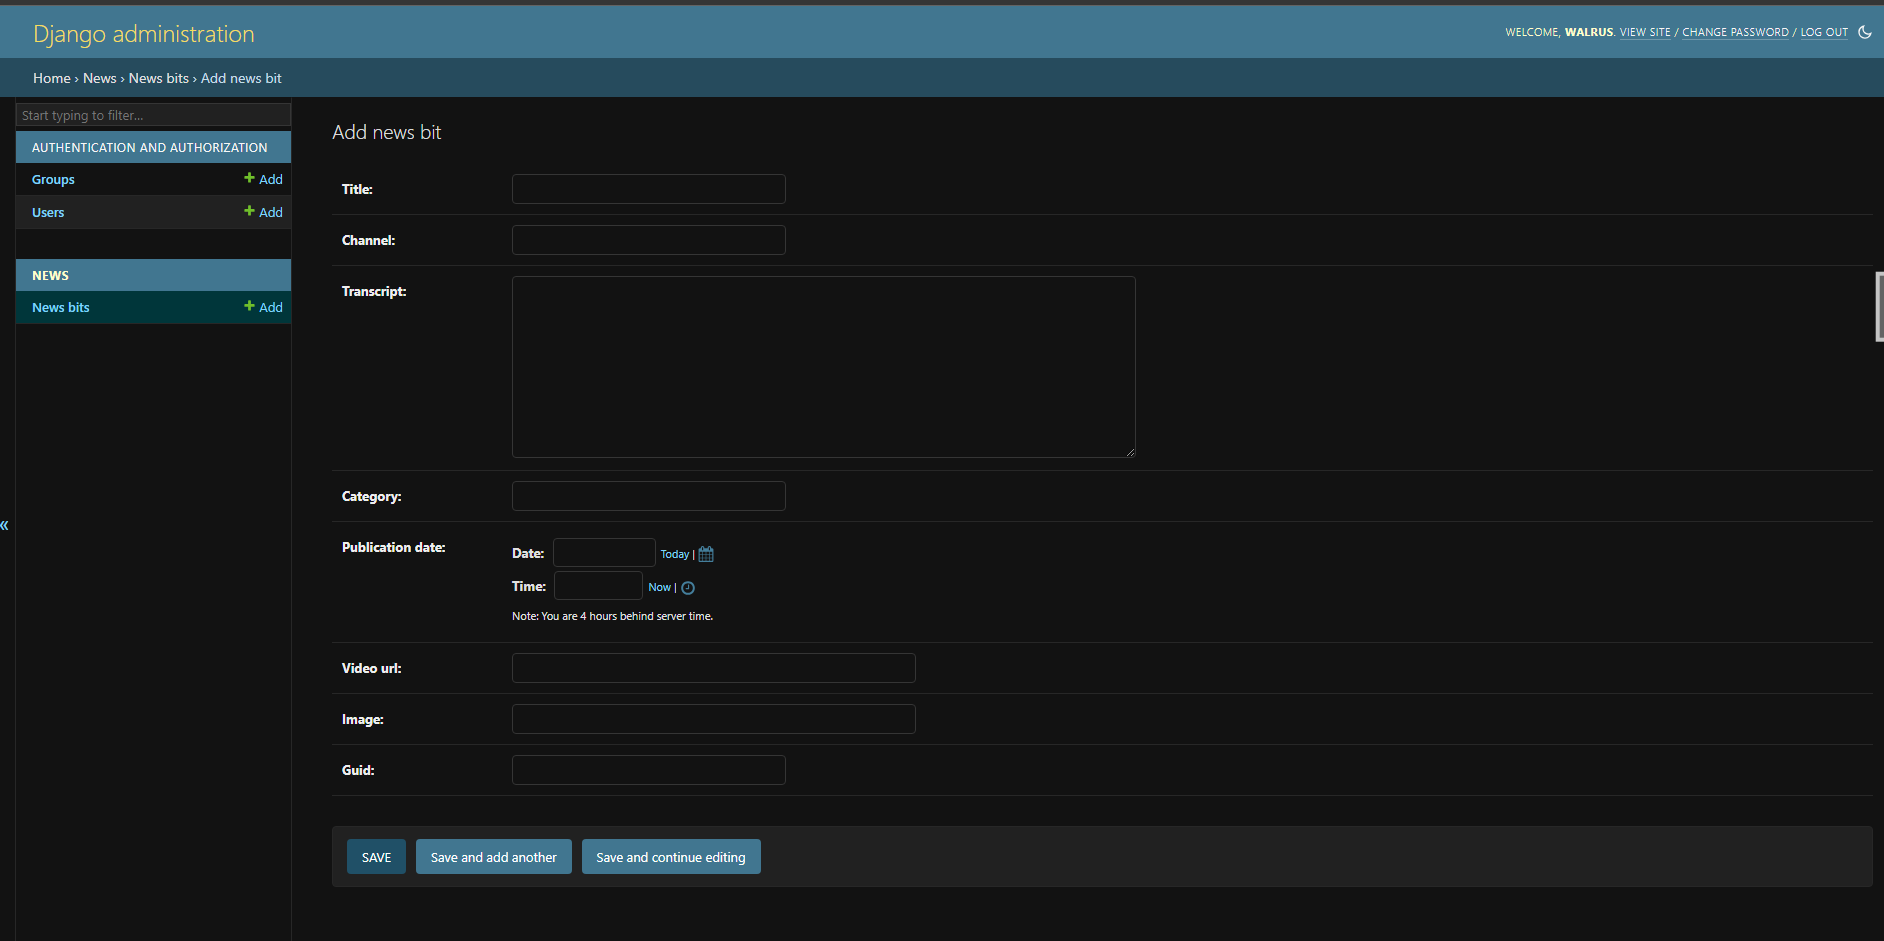 Django administration
WELCOME, WALRUS. VIEW SITE / CHANGE PASSWORD / LOG OUT
Home › News › News bits › Add news bit
Start typing to filter...
AUTHENTICATION AND AUTHORIZATION
Groups + Add
Users + Add
NEWS
News bits + Add
«
Add news bit
Title:
Channel:
Transcript:
Category:
Publication date:
Date: Today |
Time: Now |
Note: You are 4 hours behind server time.
Video url:
Image:
Guid:
SAVE Save and add another Save and continue editing